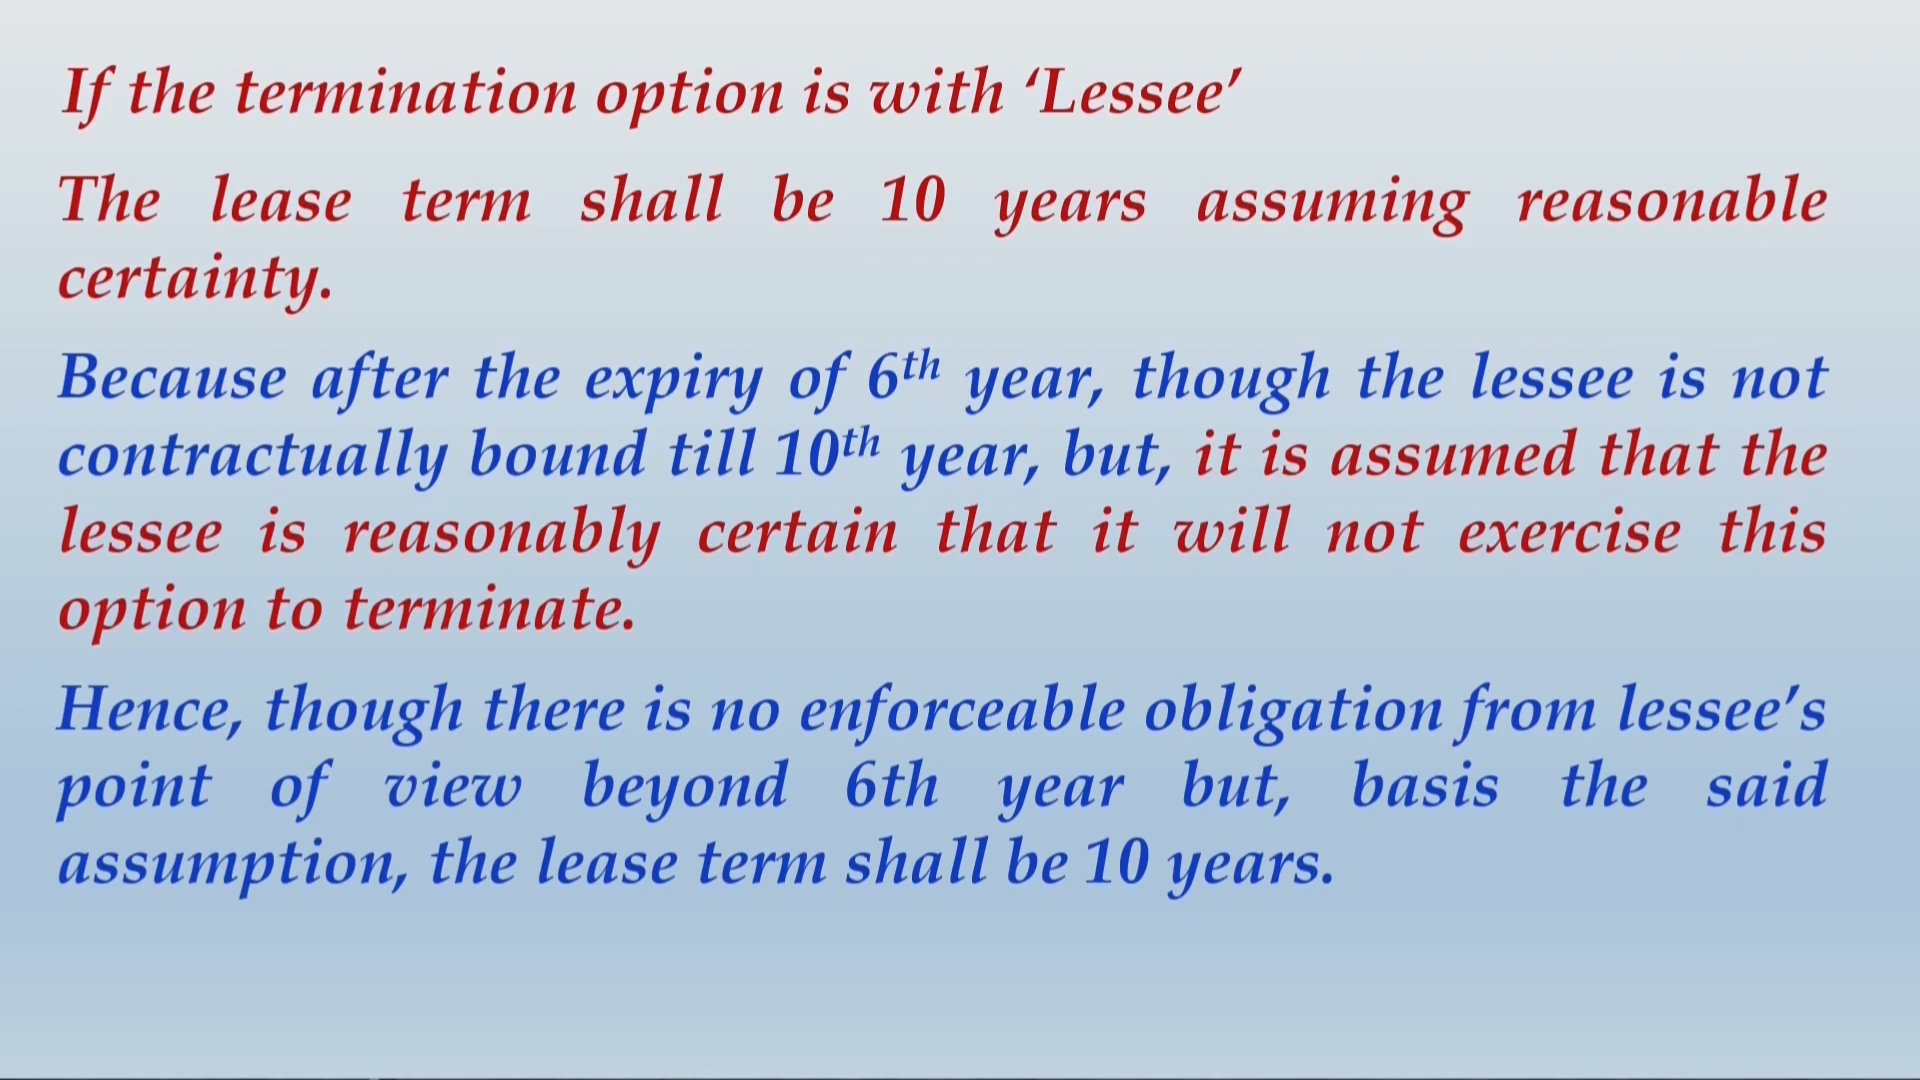 If the termination option is with ‘Lessee’
The lease term shall be 10 years assuming reasonable
certainty.
Because after the expiry of 6th year, though the lessee is not
contractually bound till 10th year, but, it is assumed that the
lessee is reasonably certain that it will not exercise this
option to terminate.
Hence, though there is no enforceable obligation from lessee’s
point of view beyond 6th year but, basis the said
assumption, the lease term shall be 10 years.